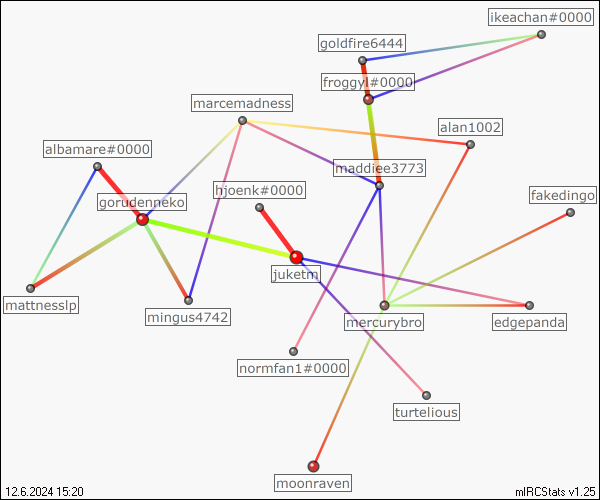 ikeachan#0000
goldfire6444
froggyl#0000
marcemadness
alan1002
albamare#0000
maddiee3773
hjoenk#0000
fakedingo
gorudenneko
juketm
mattnesslp
mingus4742
mercurybro
edgepanda
normfan1#0000
turtelious
moonraven
12.6.2024 15:20
mIRCStats v1.25